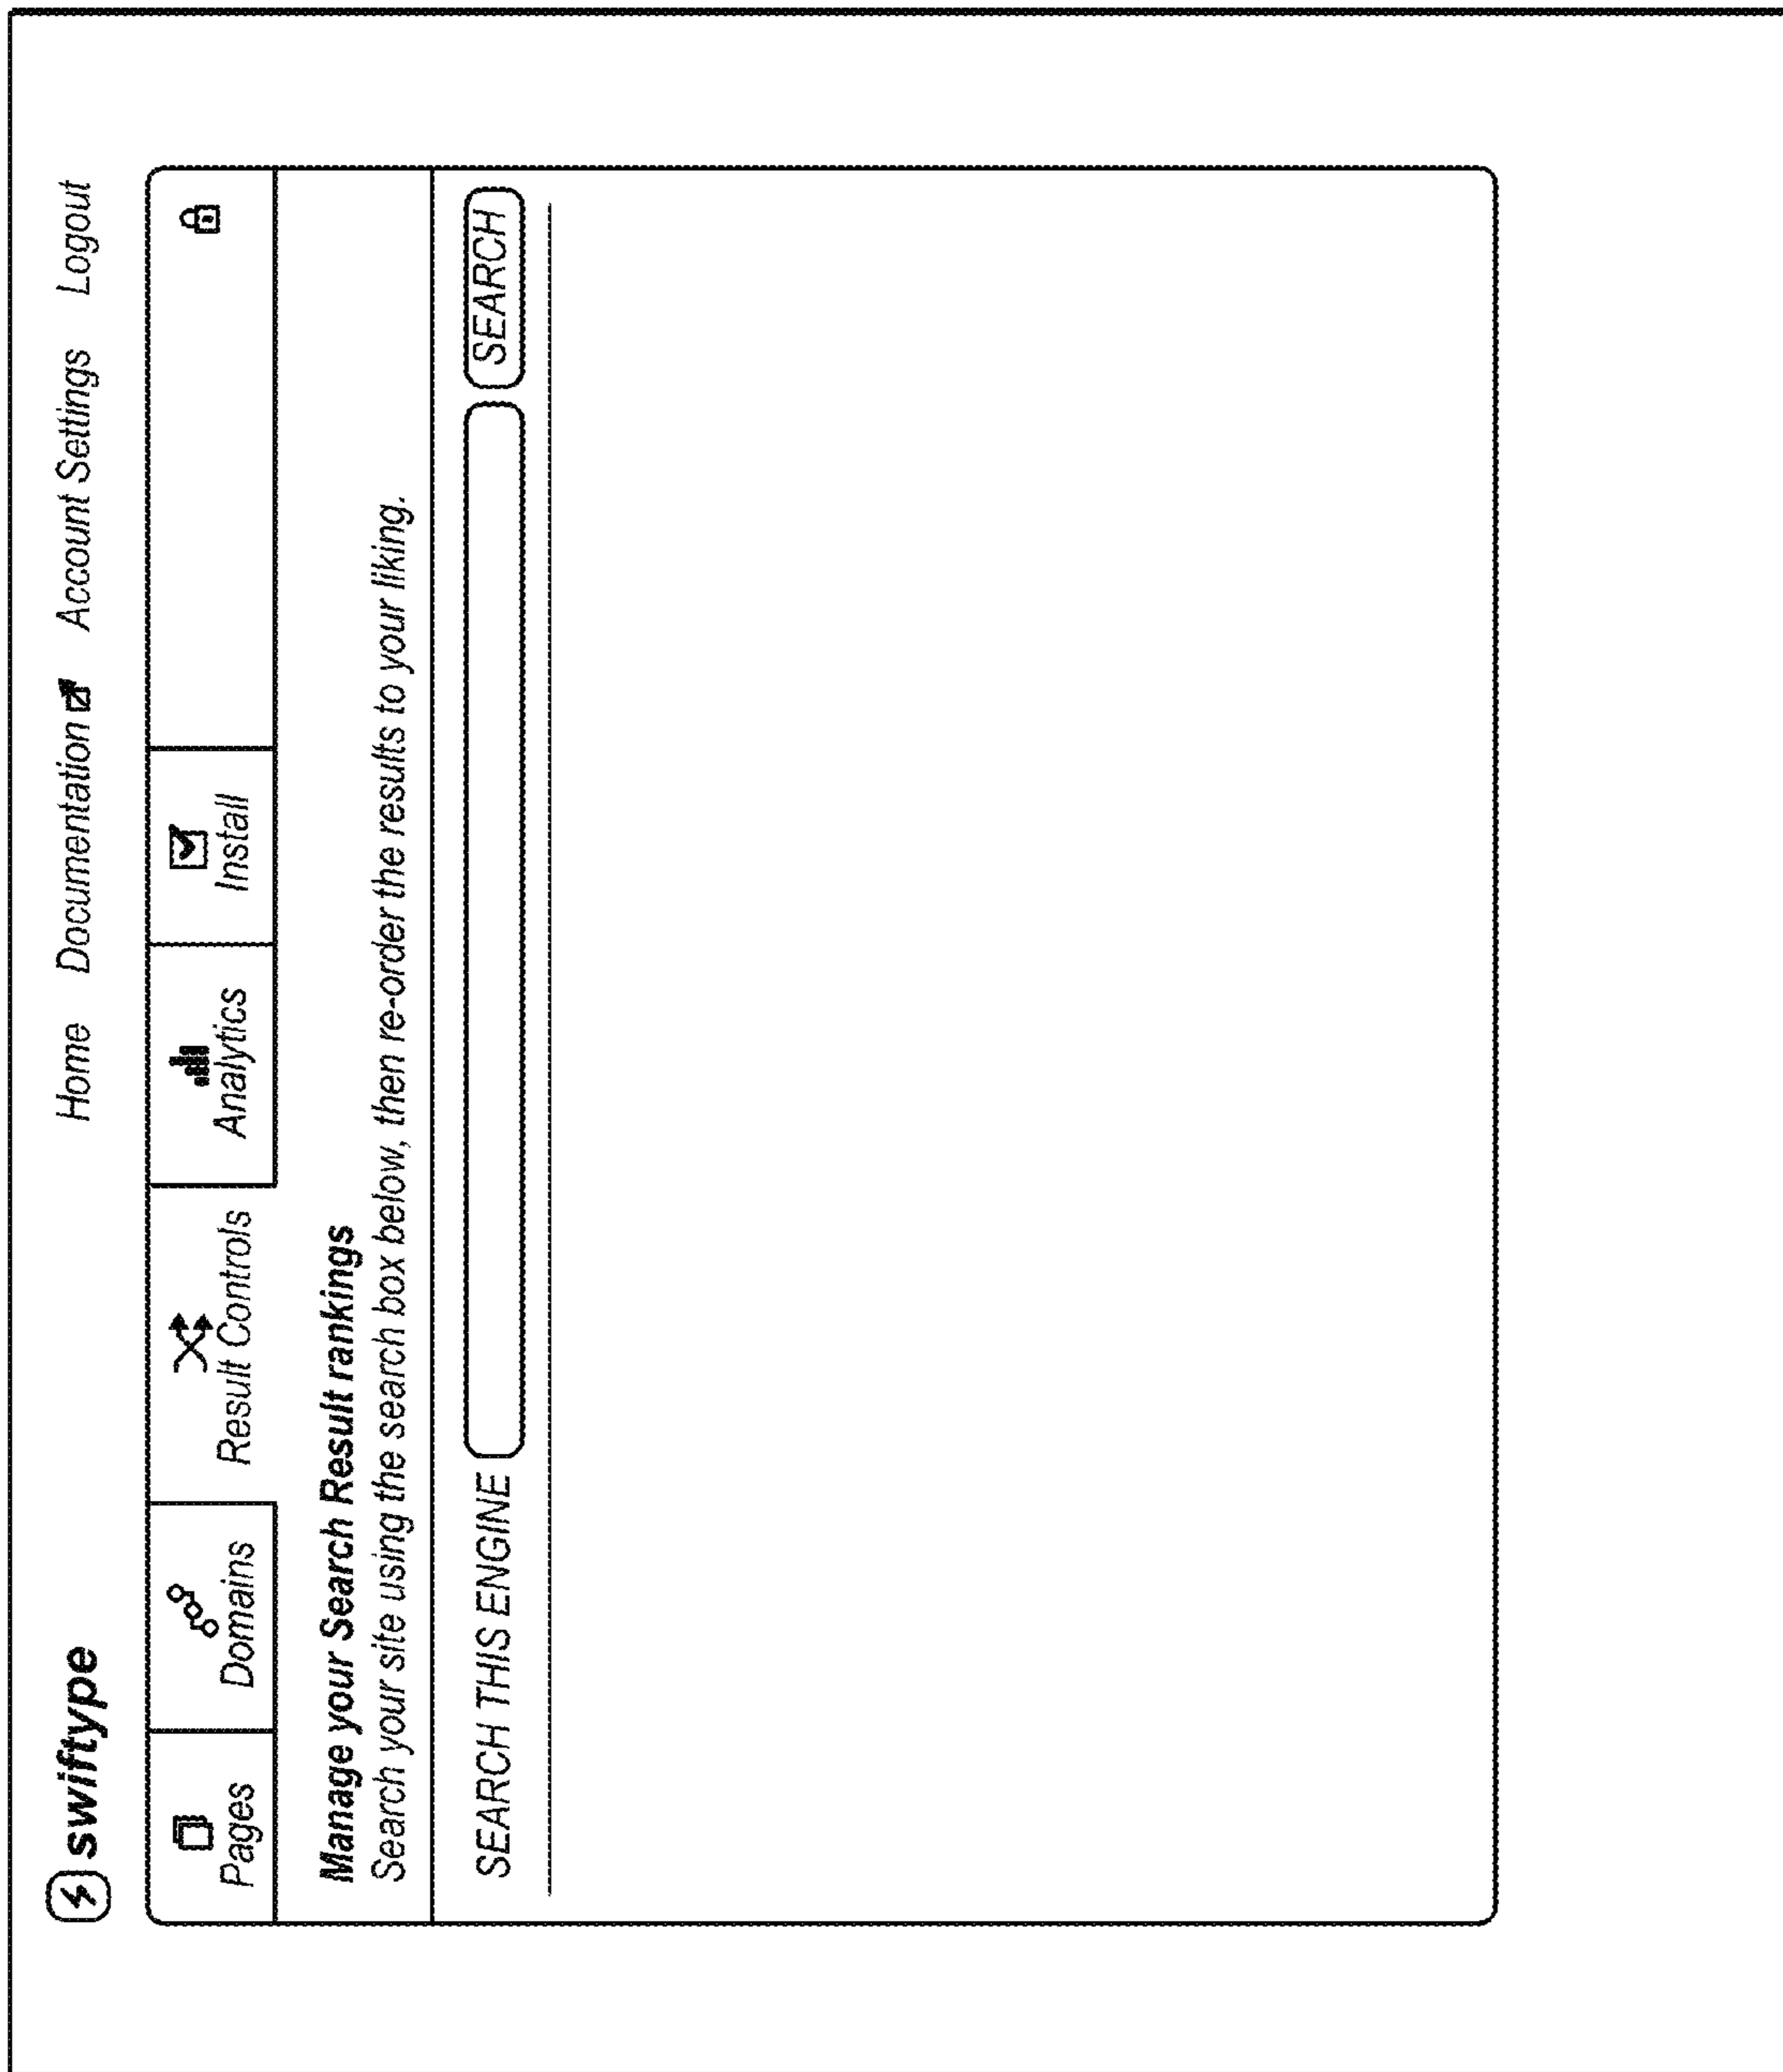 swiftype
Home Documentation Account Settings Logout
Pages Domains Result Controls Analytics Install
Manage your Search Result rankings
Search your site using the search box below, then re-order the results to your liking.
SEARCH THIS ENGINE SEARCH